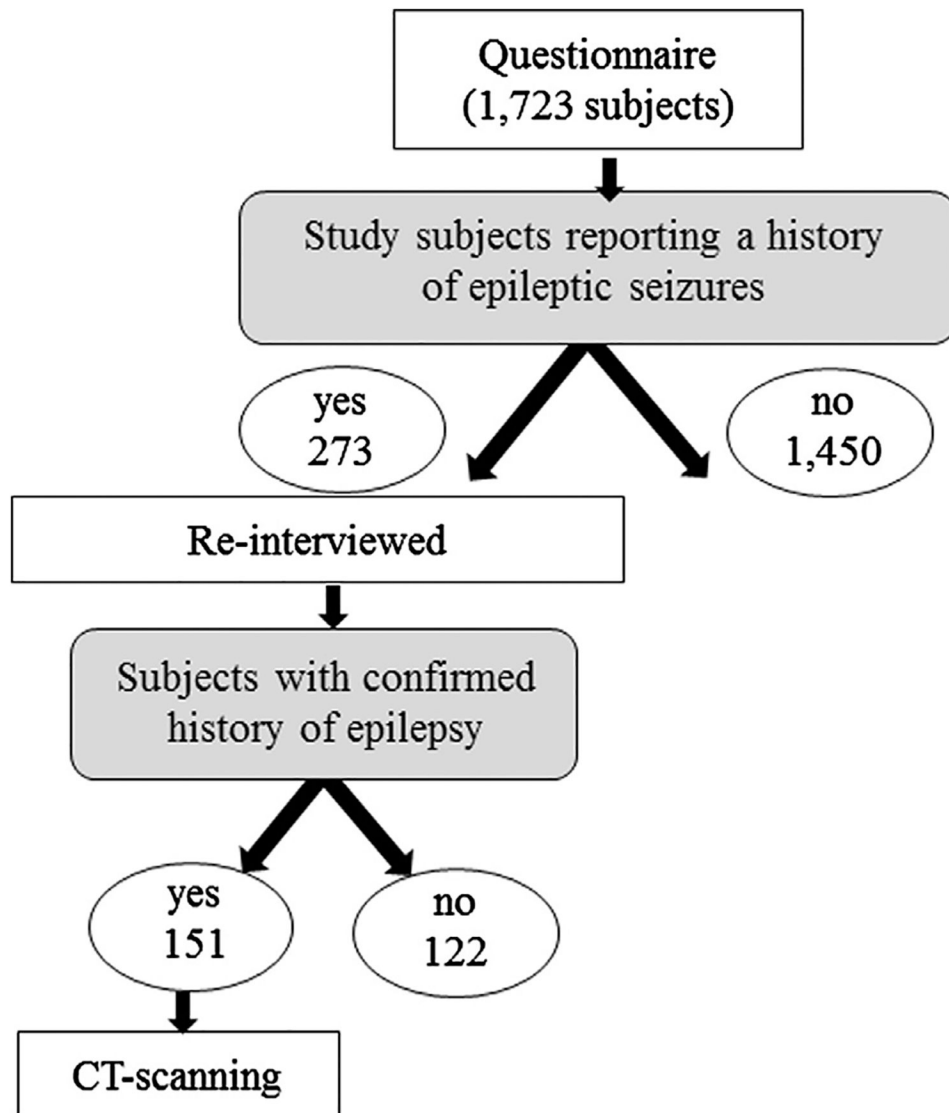 Questionnaire
(1,723 subjects)
Study subjects reporting a history
of epileptic seizures
yes
273
no
1,450
Re-interviewed
Subjects with confirmed
history of epilepsy
yes
151
no
122
CT-scanning